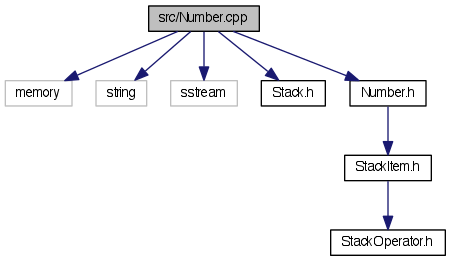 src/Number.cpp
memory
string
sstream
Stack.h
Number.h
StackItem.h
StackOperator.h